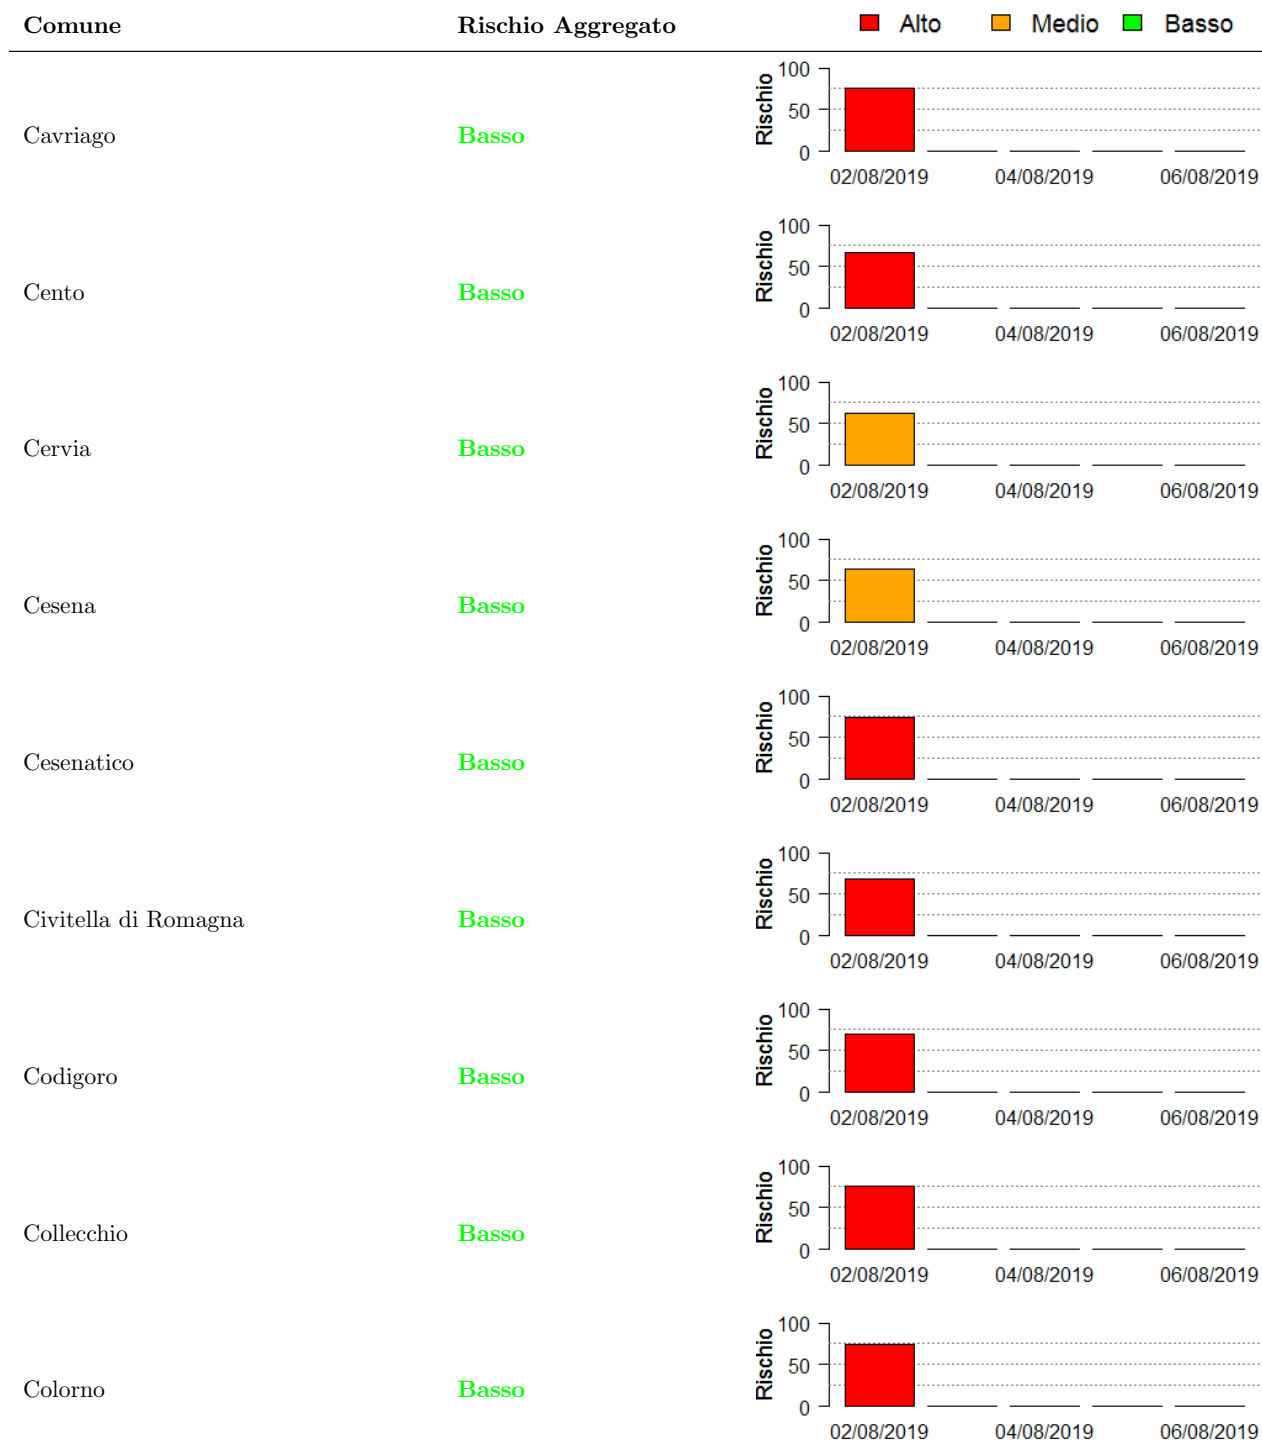 Comune Rischio Aggregato Alto Medio Basso
Cavriago Basso
Rischio
100
50
0
02/08/2019 04/08/2019 06/08/2019
Cento Basso
Rischio
100
50
0
02/08/2019 04/08/2019 06/08/2019
Cervia Basso
Rischio
100
50
0
02/08/2019 04/08/2019 06/08/2019
Cesena Basso
Rischio
100
50
0
02/08/2019 04/08/2019 06/08/2019
Cesenatico Basso
Rischio
100
50
0
02/08/2019 04/08/2019 06/08/2019
Civitella di Romagna Basso
Rischio
100
50
0
02/08/2019 04/08/2019 06/08/2019
Codigoro Basso
Rischio
100
50
0
02/08/2019 04/08/2019 06/08/2019
Collecchio Basso
Rischio
100
50
0
02/08/2019 04/08/2019 06/08/2019
Colorno Basso
Rischio
100
50
0
02/08/2019 04/08/2019 06/08/2019